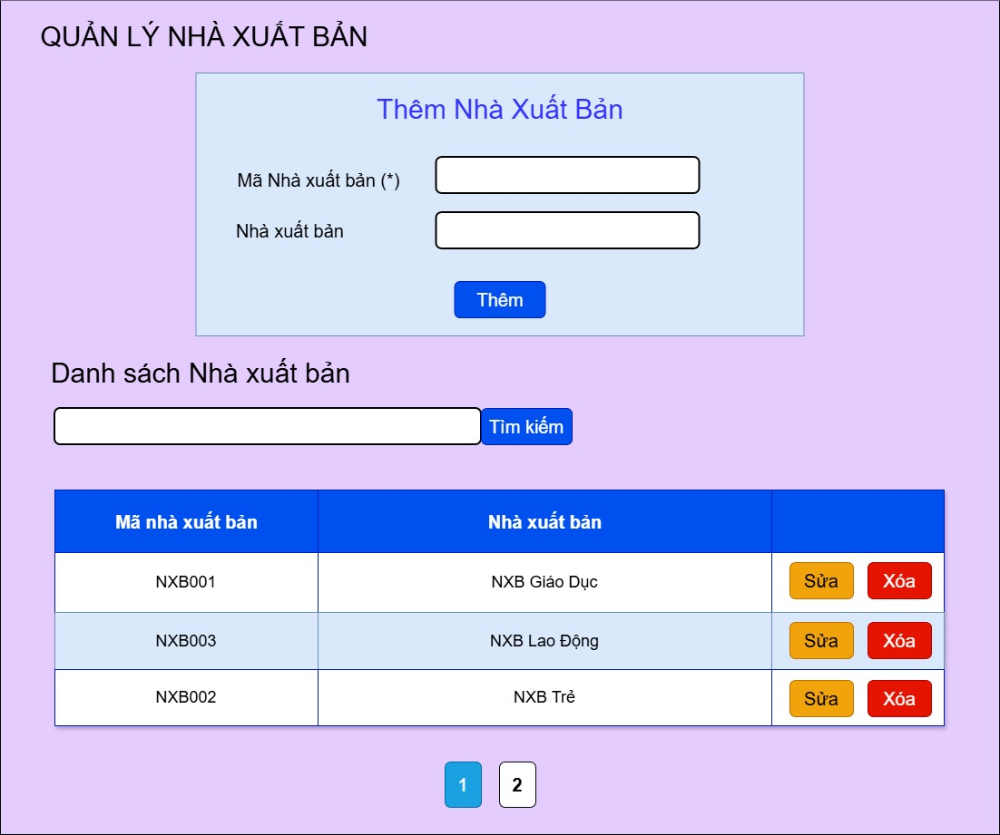 QUẢN LÝ NHÀ XUẤT BẢN
Thêm Nhà Xuất Bản
Mã Nhà xuất bản (*)
Nhà xuất bản
Thêm
Danh sách Nhà xuất bản
Tìm kiếm
Mã nhà xuất bản Nhà xuất bản
NXB001 NXB Giáo Dục Sửa Xóa
NXB003 NXB Lao Động Sửa Xóa
NXB002 NXB Trẻ Sửa Xóa
1 2